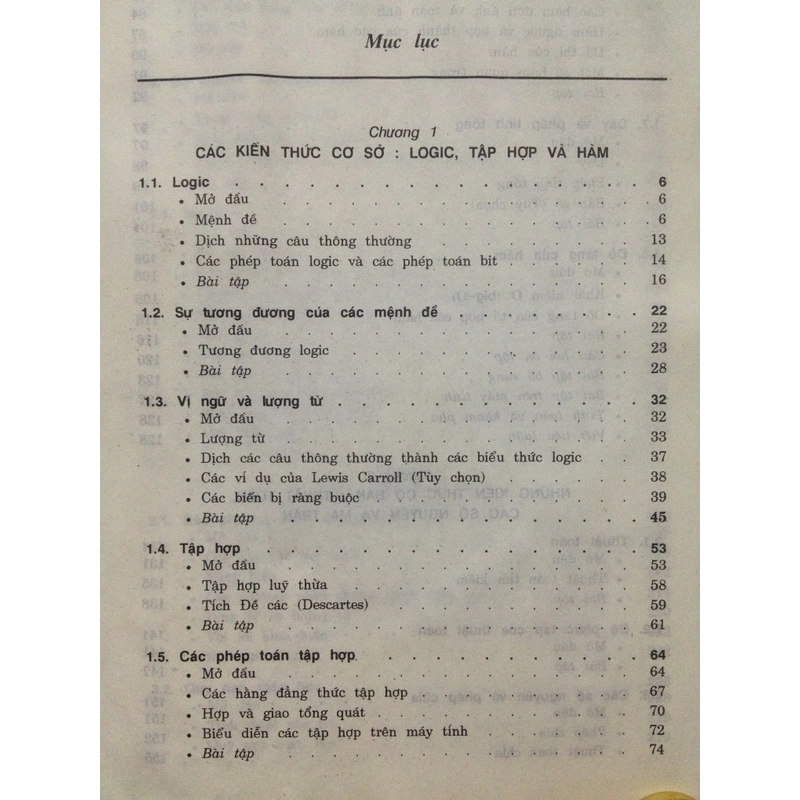 Mục lục
Chương 1
CÁC KIẾN THỨC CƠ SỞ : LOGIC, TẬP HỢP VÀ HÀM
1.1. Logic . . . . . . . . . . . . . . . . 6
• Mở đầu . . . . . . . . . . . . . . . . 6
• Mệnh đề . . . . . . . . . . . . . . . . 6
• Dịch những câu thông thường . . . . . . . . . 13
• Các phép toán logic và các phép toán bit . . . . . . 14
• Bài tập . . . . . . . . . . . . . . . . 16
1.2. Sự tương đương của các mệnh đề . . . . . . . . 22
• Mở đầu . . . . . . . . . . . . . . . . 22
• Tương đương logic . . . . . . . . . . . . 23
• Bài tập . . . . . . . . . . . . . . . . 28
1.3. Vị ngữ và lượng từ . . . . . . . . . . . . 32
• Mở đầu . . . . . . . . . . . . . . . . 32
• Lượng từ . . . . . . . . . . . . . . . 33
• Dịch các câu thông thường thành các biểu thức logic . . 37
• Các ví dụ của Lewis Carroll (Tùy chọn) . . . . . . 38
• Các biến bị ràng buộc . . . . . . . . . . . 39
• Bài tập . . . . . . . . . . . . . . . . 45
1.4. Tập hợp . . . . . . . . . . . . . . . 53
• Mở đầu . . . . . . . . . . . . . . . . 53
• Tập hợp luỹ thừa . . . . . . . . . . . . 58
• Tích Đề các (Descartes) . . . . . . . . . . 59
• Bài tập . . . . . . . . . . . . . . . . 61
1.5. Các phép toán tập hợp . . . . . . . . . . . 64
• Mở đầu . . . . . . . . . . . . . . . . 64
• Các hằng đẳng thức tập hợp . . . . . . . . . 67
• Hợp và giao tổng quát . . . . . . . . . . . 70
• Biểu diễn các tập hợp trên máy tính . . . . . . . 72
• Bài tập . . . . . . . . . . . . . . . . 74